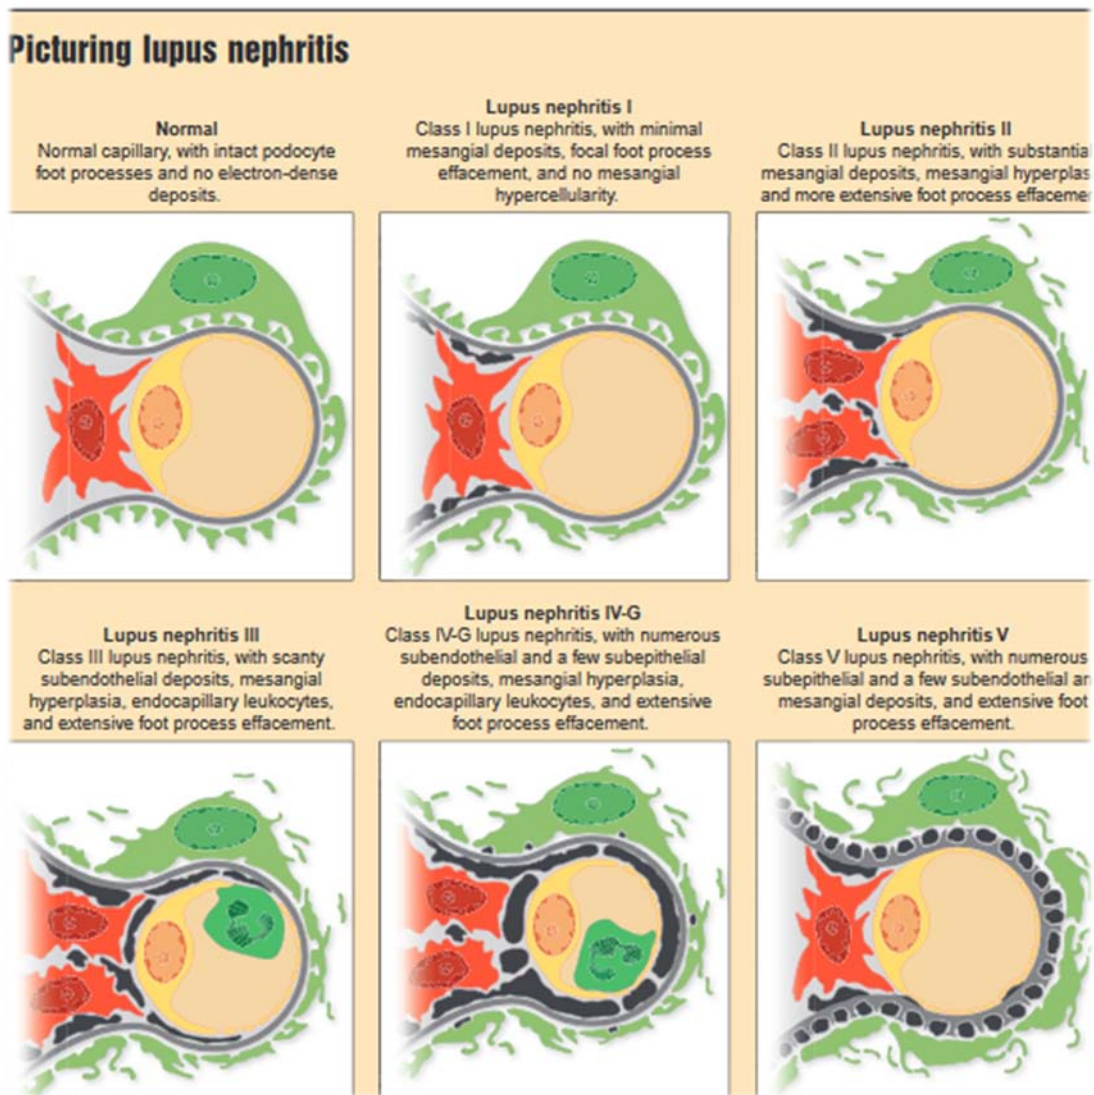 Picturing lupus nephritis
Normal
Normal capillary, with intact podocyte
foot processes and no electron-dense
deposits.
Lupus nephritis I
Class I lupus nephritis, with minimal
mesangial deposits, focal foot process
effacement, and no mesangial
hypercellularity.
Lupus nephritis II
Class II lupus nephritis, with substantia
mesangial deposits, mesangial hyperplas
and more extensive foot process effaceme
Lupus nephritis III
Class III lupus nephritis, with scanty
subendothelial deposits, mesangial
hyperplasia, endocapillary leukocytes,
and extensive foot process effacement.
Lupus nephritis IV-G
Class IV-G lupus nephritis, with numerous
subendothelial and a few subepithelial
deposits, mesangial hyperplasia,
endocapillary leukocytes, and extensive
foot process effacement.
Lupus nephritis V
Class V lupus nephritis, with numerous
subepithelial and a few subendothelial ar
mesangial deposits, and extensive foot
process effacement.